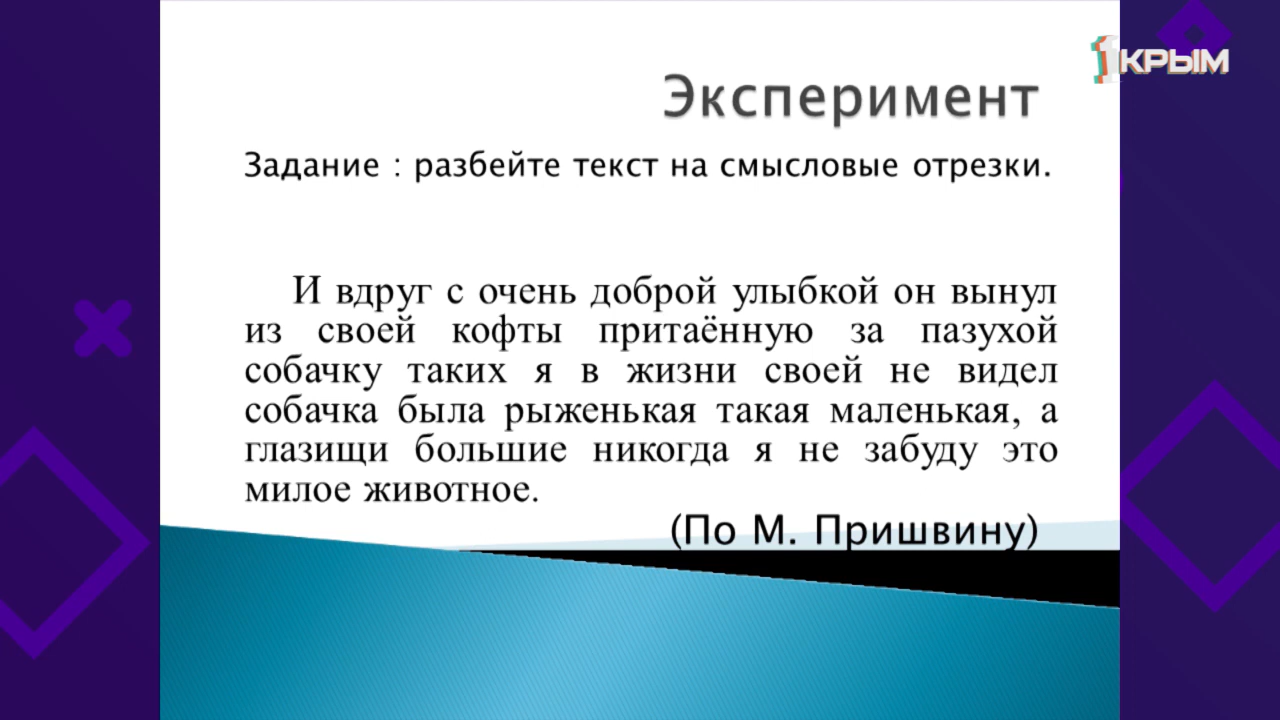 1КРЫМ
Эксперимент
Задание : разбейте текст на смысловые отрезки.
И вдруг с очень доброй улыбкой он вынул
из своей кофты притаённую за пазухой
собачку таких я в жизни своей не видел
собачка была рыженькая такая маленькая, а
глазищи большие никогда я не забуду это
милое животное.
(По М. Пришвину)